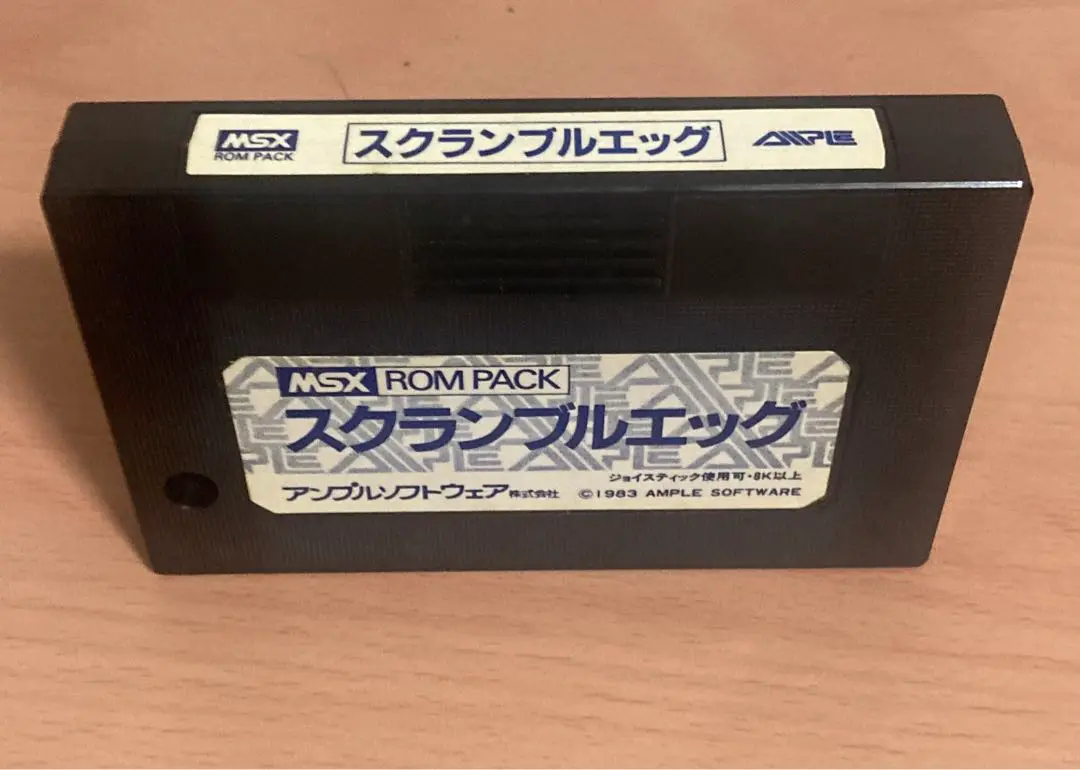 MSX
ROM PACK
スクランブルエッグ
AMPLE
MSX ROM PACK
スクランブルエッグ
ジョイスティック使用可・8K以上
アンプルソフトウェア株式会社 ©1983 AMPLE SOFTWARE